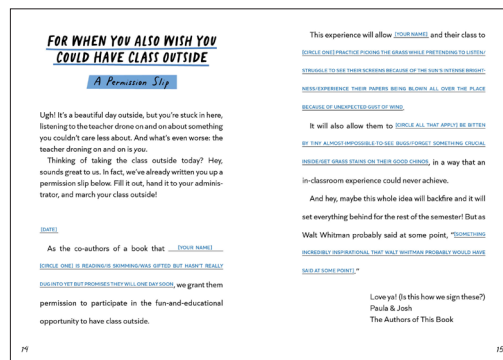 FOR WHEN YOU ALSO WISH YOU
COULD HAVE CLASS OUTSIDE
A Permission Slip
Ugh! It's a beautiful day outside, but you're stuck in here,
listening to the teacher drone on and on about something
you couldn't care less about. And what's even worse: the
teacher droning on and on is you.
Thinking of taking the class outside today? Hey,
sounds great to us. In fact, we've already written you up a
permission slip below. Fill it out, hand it to your adminis-
trator, and march your class outside!
[DATE]
As the co-authors of a book that [YOUR NAME]
[CIRCLE ONE] IS READING/IS SKIMMING/WAS GIFTED BUT HASN'T REALLY
DUG INTO YET BUT PROMISES THEY WILL ONE DAY SOON, we grant them
permission to participate in the fun-and-educational
opportunity to have class outside.
14
This experience will allow [YOUR NAME] and their class to
[CIRCLE ONE] PRACTICE PICKING THE GRASS WHILE PRETENDING TO LISTEN/
STRUGGLE TO SEE THEIR SCREENS BECAUSE OF THE SUN'S INTENSE BRIGHT-
NESS/EXPERIENCE THEIR PAPERS BEING BLOWN ALL OVER THE PLACE
BECAUSE OF UNEXPECTED GUST OF WIND.
It will also allow them to [CIRCLE ALL THAT APPLY] BE BITTEN
BY TINY ALMOST-IMPOSSIBLE-TO-SEE BUGS/FORGET SOMETHING CRUCIAL
INSIDE/GET GRASS STAINS ON THEIR GOOD CHINOS, in a way that an
in-classroom experience could never achieve.
And hey, maybe this whole idea will backfire and it will
set everything behind for the rest of the semester! But as
Walt Whitman probably said at some point, "[SOMETHING
INCREDIBLY INSPIRATIONAL THAT WALT WHITMAN PROBABLY WOULD HAVE
SAID AT SOME POINT]."
Love ya! (Is this how we sign these?)
Paula & Josh
The Authors of This Book
15